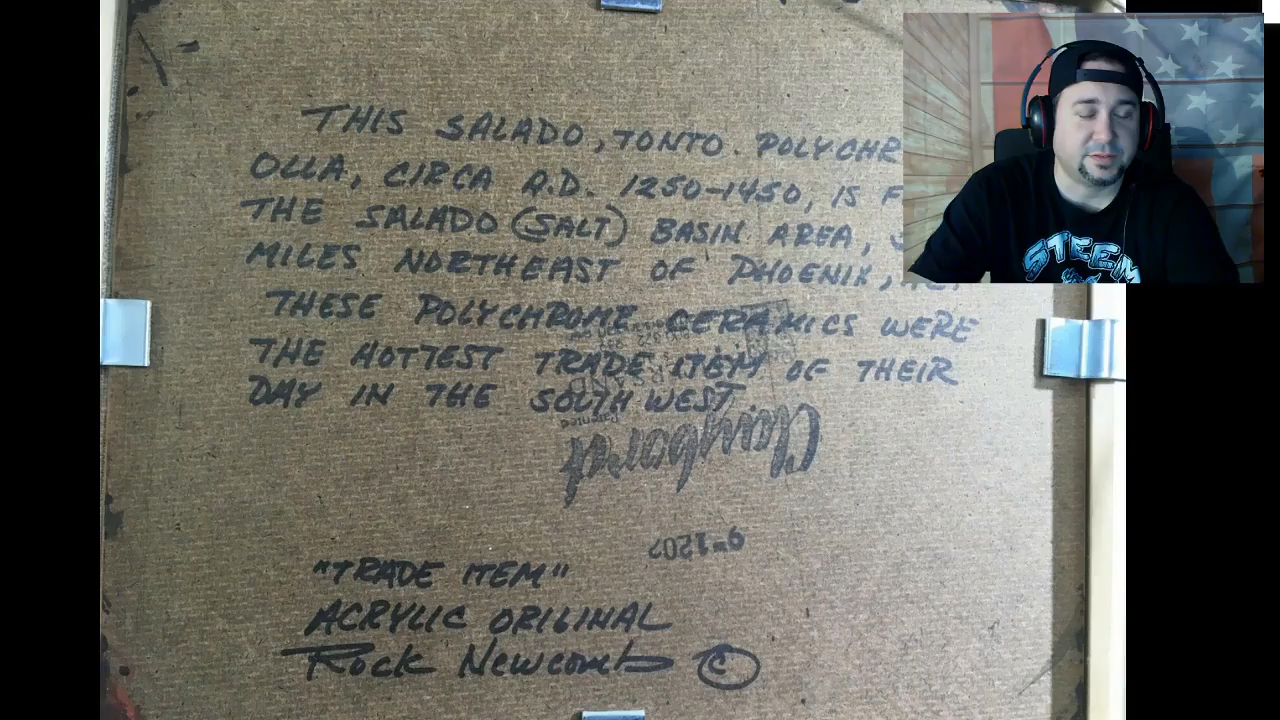 THIS SALADO, TONTO POLYCHR
OLLA, CIRCA A.D. 1250-1450, IS F
THE SALADO (SALT) BASIN AREA,
MILES NORTHEAST OF PHOENIX,
THESE POLYCHROME CERAMICS WERE
THE HOTTEST TRADE ITEM OF THEIR
DAY IN THE SOUTHWEST
Clayboard
"TRADE ITEM"
ACRYLIC ORIGINAL
Rock Newcomb ©
STEEM